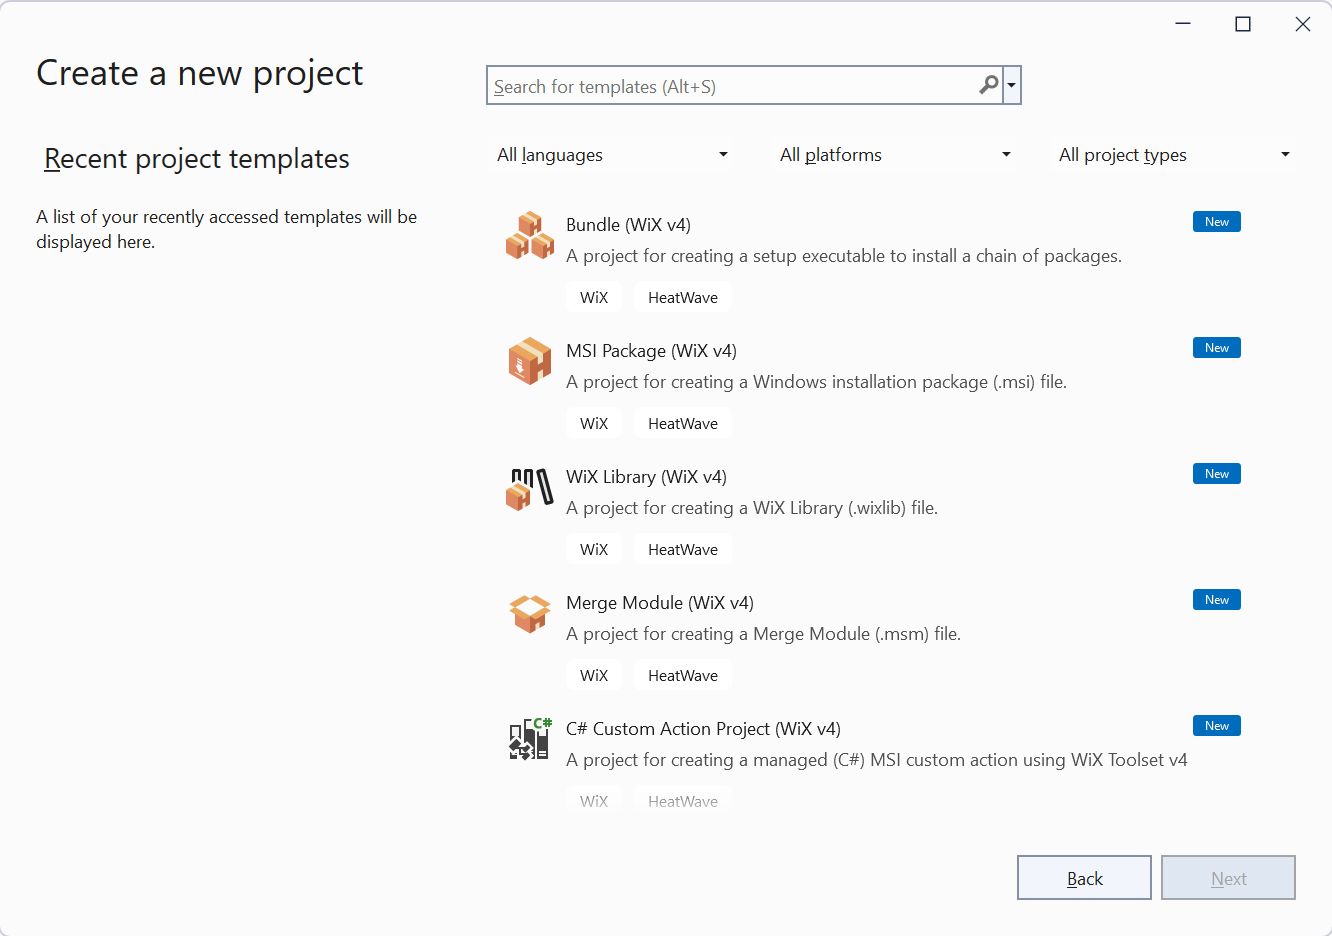 Create a new project
Search for templates (Alt+S)
Recent project templates
A list of your recently accessed templates will be
displayed here.
All languages
All platforms
All project types
Bundle (WiX v4)
New
A project for creating a setup executable to install a chain of packages.
WiX
HeatWave
MSI Package (WiX v4)
New
A project for creating a Windows installation package (.msi) file.
WiX
HeatWave
WiX Library (WiX v4)
New
A project for creating a WiX Library (.wixlib) file.
WiX
HeatWave
Merge Module (WiX v4)
New
A project for creating a Merge Module (.msm) file.
WiX
HeatWave
C#
C# Custom Action Project (WiX v4)
New
A project for creating a managed (C#) MSI custom action using WiX Toolset v4
WiX
HeatWave
Back
Next